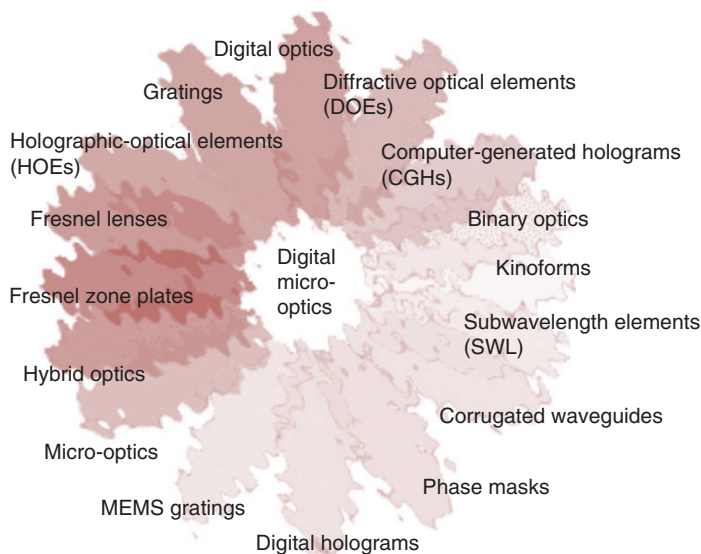 Digital optics
Gratings
Diffractive optical elements
(DOEs)
Holographic-optical elements
(HOEs)
Computer-generated holograms
(CGHs)
Fresnel lenses
Binary optics
Digital
micro-
optics
Kinoforms
Fresnel zone plates
Subwavelength elements
(SWL)
Hybrid optics
Corrugated waveguides
Micro-optics
Phase masks
MEMS gratings
Digital holograms